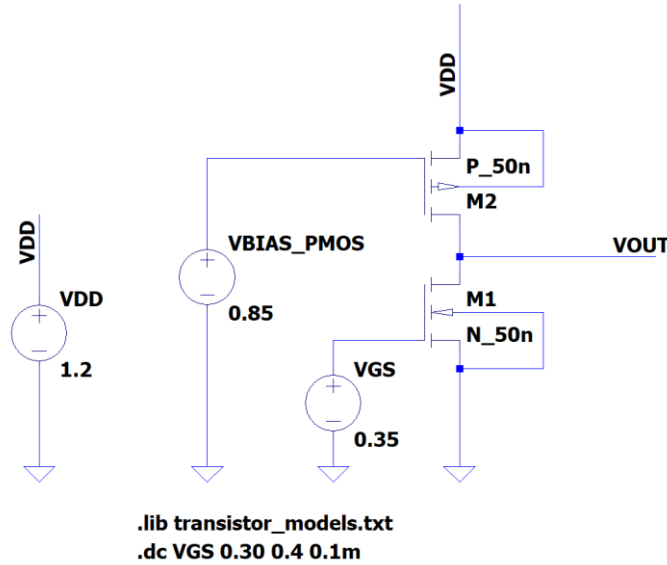 VDD
P_50n
M2
VDD
VBIAS_PMOS
VOUT
VDD
M1
0.85
N_50n
1.2
VGS
0.35
.lib transistor_models.txt
.dc VGS 0.30 0.4 0.1m